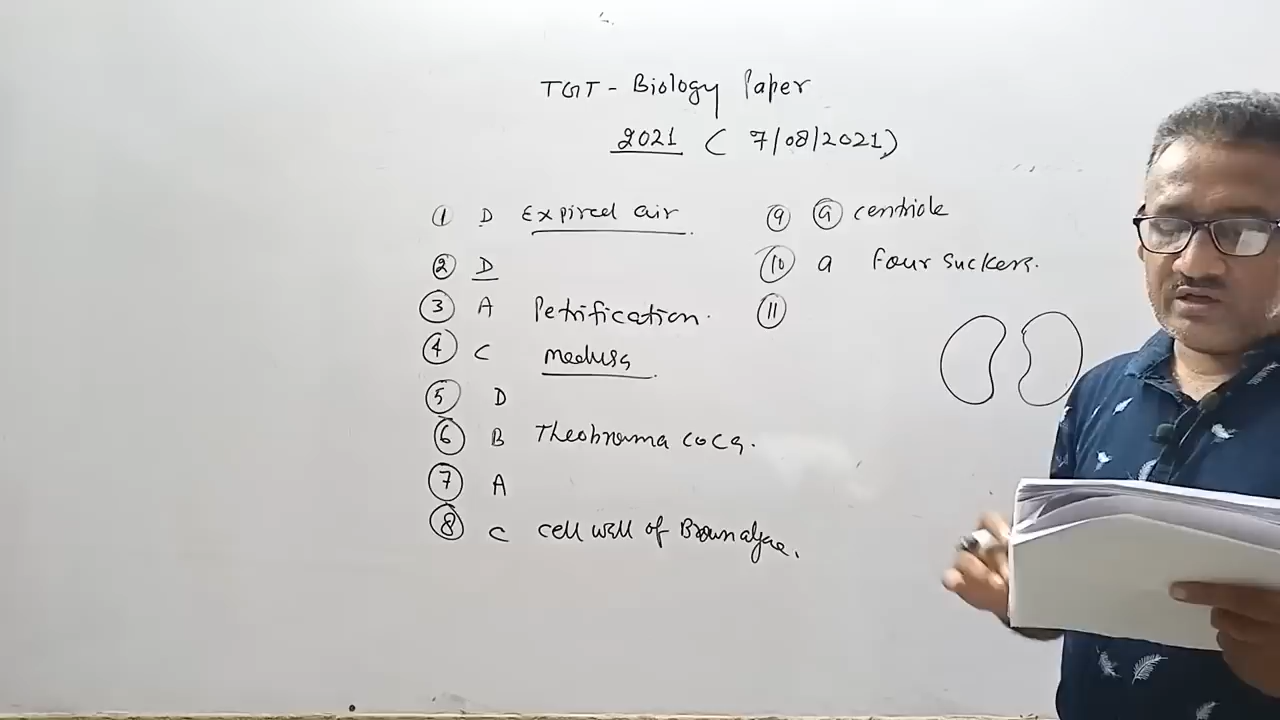 TGT - Biology Paper
2021 ( 7/08/2021)
① D Expired air
② D
③ A Petrification.
④ C medusa
⑤ D
⑥ B Theobroma coca.
⑦ A
⑧ C cell wall of Brown algae.
⑨ ⓐ centriole
⑩ a four suckers.
⑪